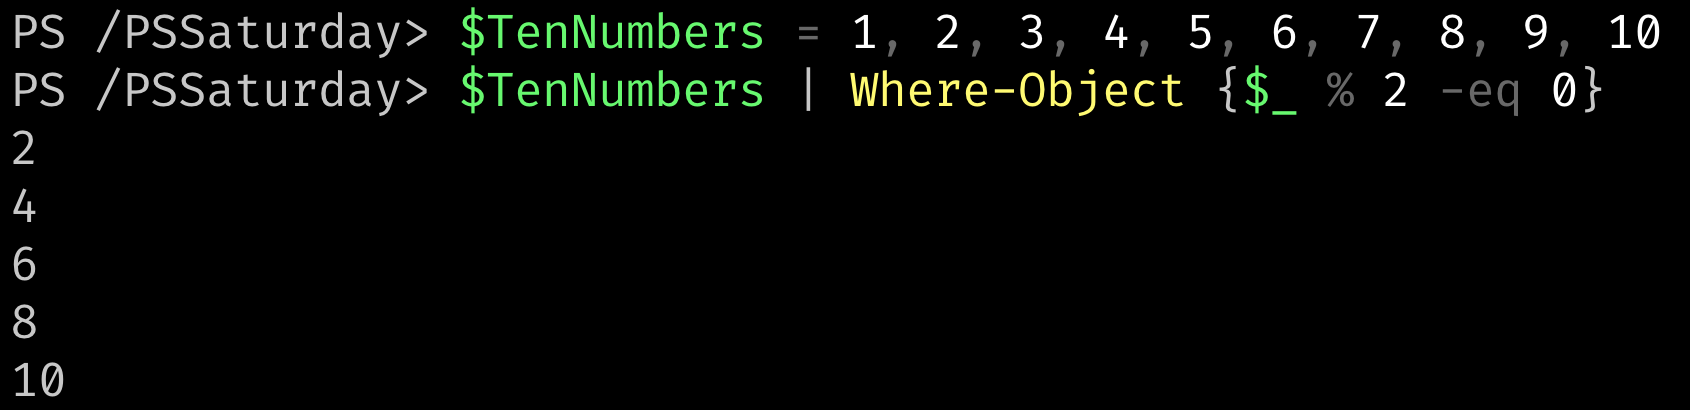 PS /PSSaturday> $TenNumbers = 1, 2, 3, 4, 5, 6, 7, 8, 9, 10
PS /PSSaturday> $TenNumbers | Where-Object {$_ % 2 -eq 0}
2
4
6
8
10